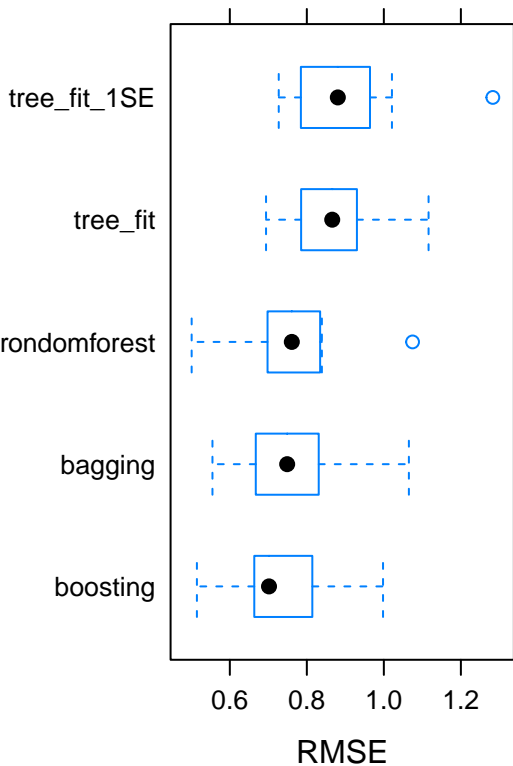 tree_fit_1SE
tree_fit
rondomforest
bagging
boosting
0.6 0.8 1.0 1.2
RMSE